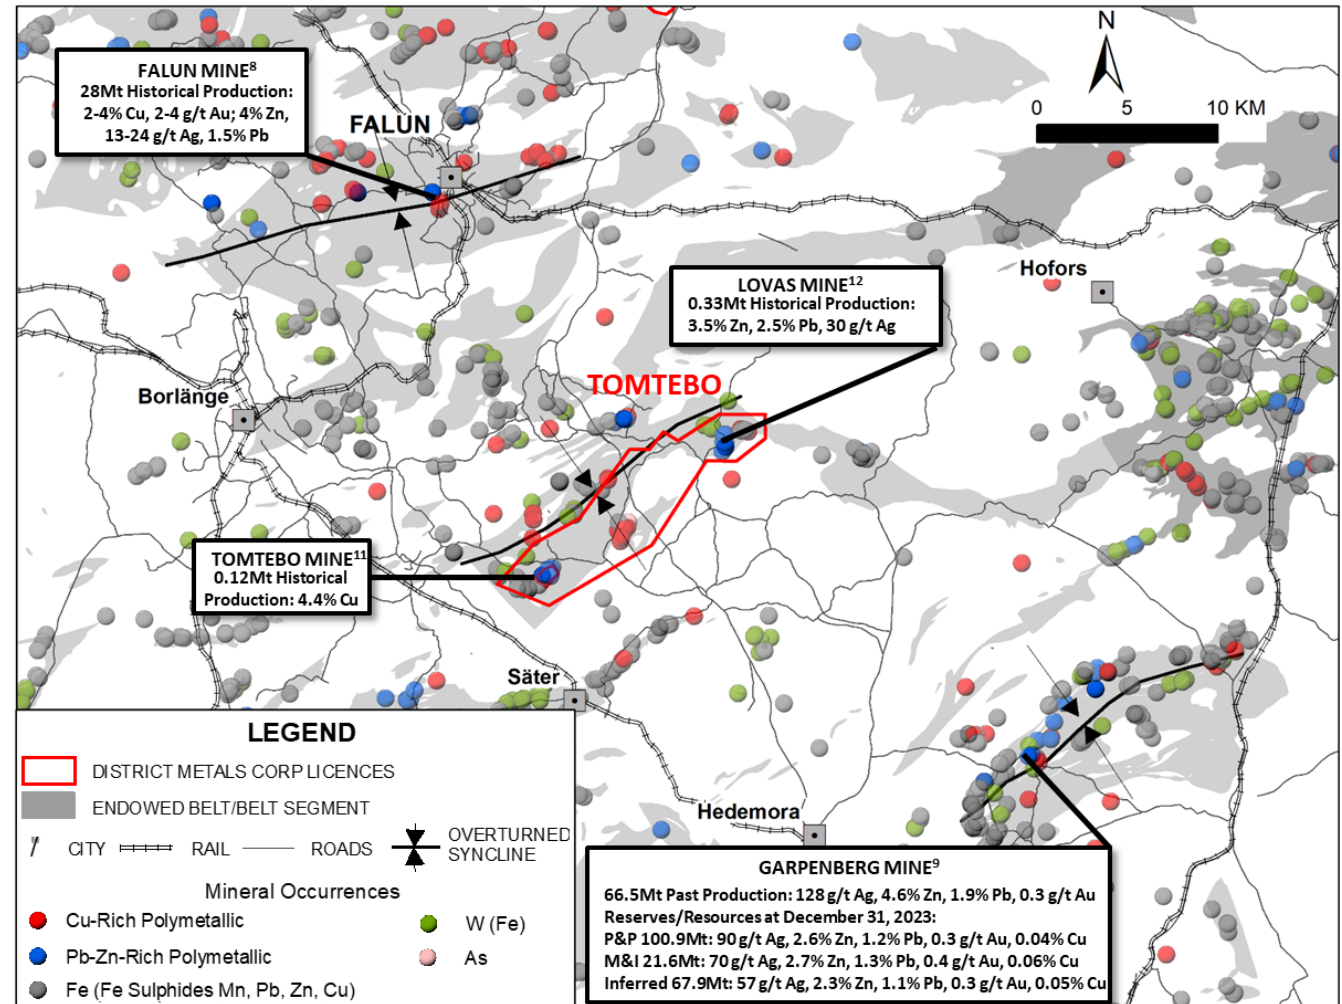 N
0 5 10 KM
FALUN MINE⁸
28Mt Historical Production:
2-4% Cu, 2-4 g/t Au; 4% Zn,
13-24 g/t Ag, 1.5% Pb
FALUN
Hofors
LOVAS MINE¹²
0.33Mt Historical Production:
3.5% Zn, 2.5% Pb, 30 g/t Ag
TOMTEBO
Borlänge
TOMTEBO MINE¹¹
0.12Mt Historical
Production: 4.4% Cu
Säter
Hedemora
LEGEND
DISTRICT METALS CORP LICENCES
ENDOWED BELT/BELT SEGMENT
CITY RAIL ROADS OVERTURNED
SYNCLINE
Mineral Occurrences
Cu-Rich Polymetallic W (Fe)
Pb-Zn-Rich Polymetallic As
Fe (Fe Sulphides Mn, Pb, Zn, Cu)
GARPENBERG MINE⁹
66.5Mt Past Production: 128 g/t Ag, 4.6% Zn, 1.9% Pb, 0.3 g/t Au
Reserves/Resources at December 31, 2023:
P&P 100.9Mt: 90 g/t Ag, 2.6% Zn, 1.2% Pb, 0.3 g/t Au, 0.04% Cu
M&I 21.6Mt: 70 g/t Ag, 2.7% Zn, 1.3% Pb, 0.4 g/t Au, 0.06% Cu
Inferred 67.9Mt: 57 g/t Ag, 2.3% Zn, 1.1% Pb, 0.3 g/t Au, 0.05% Cu